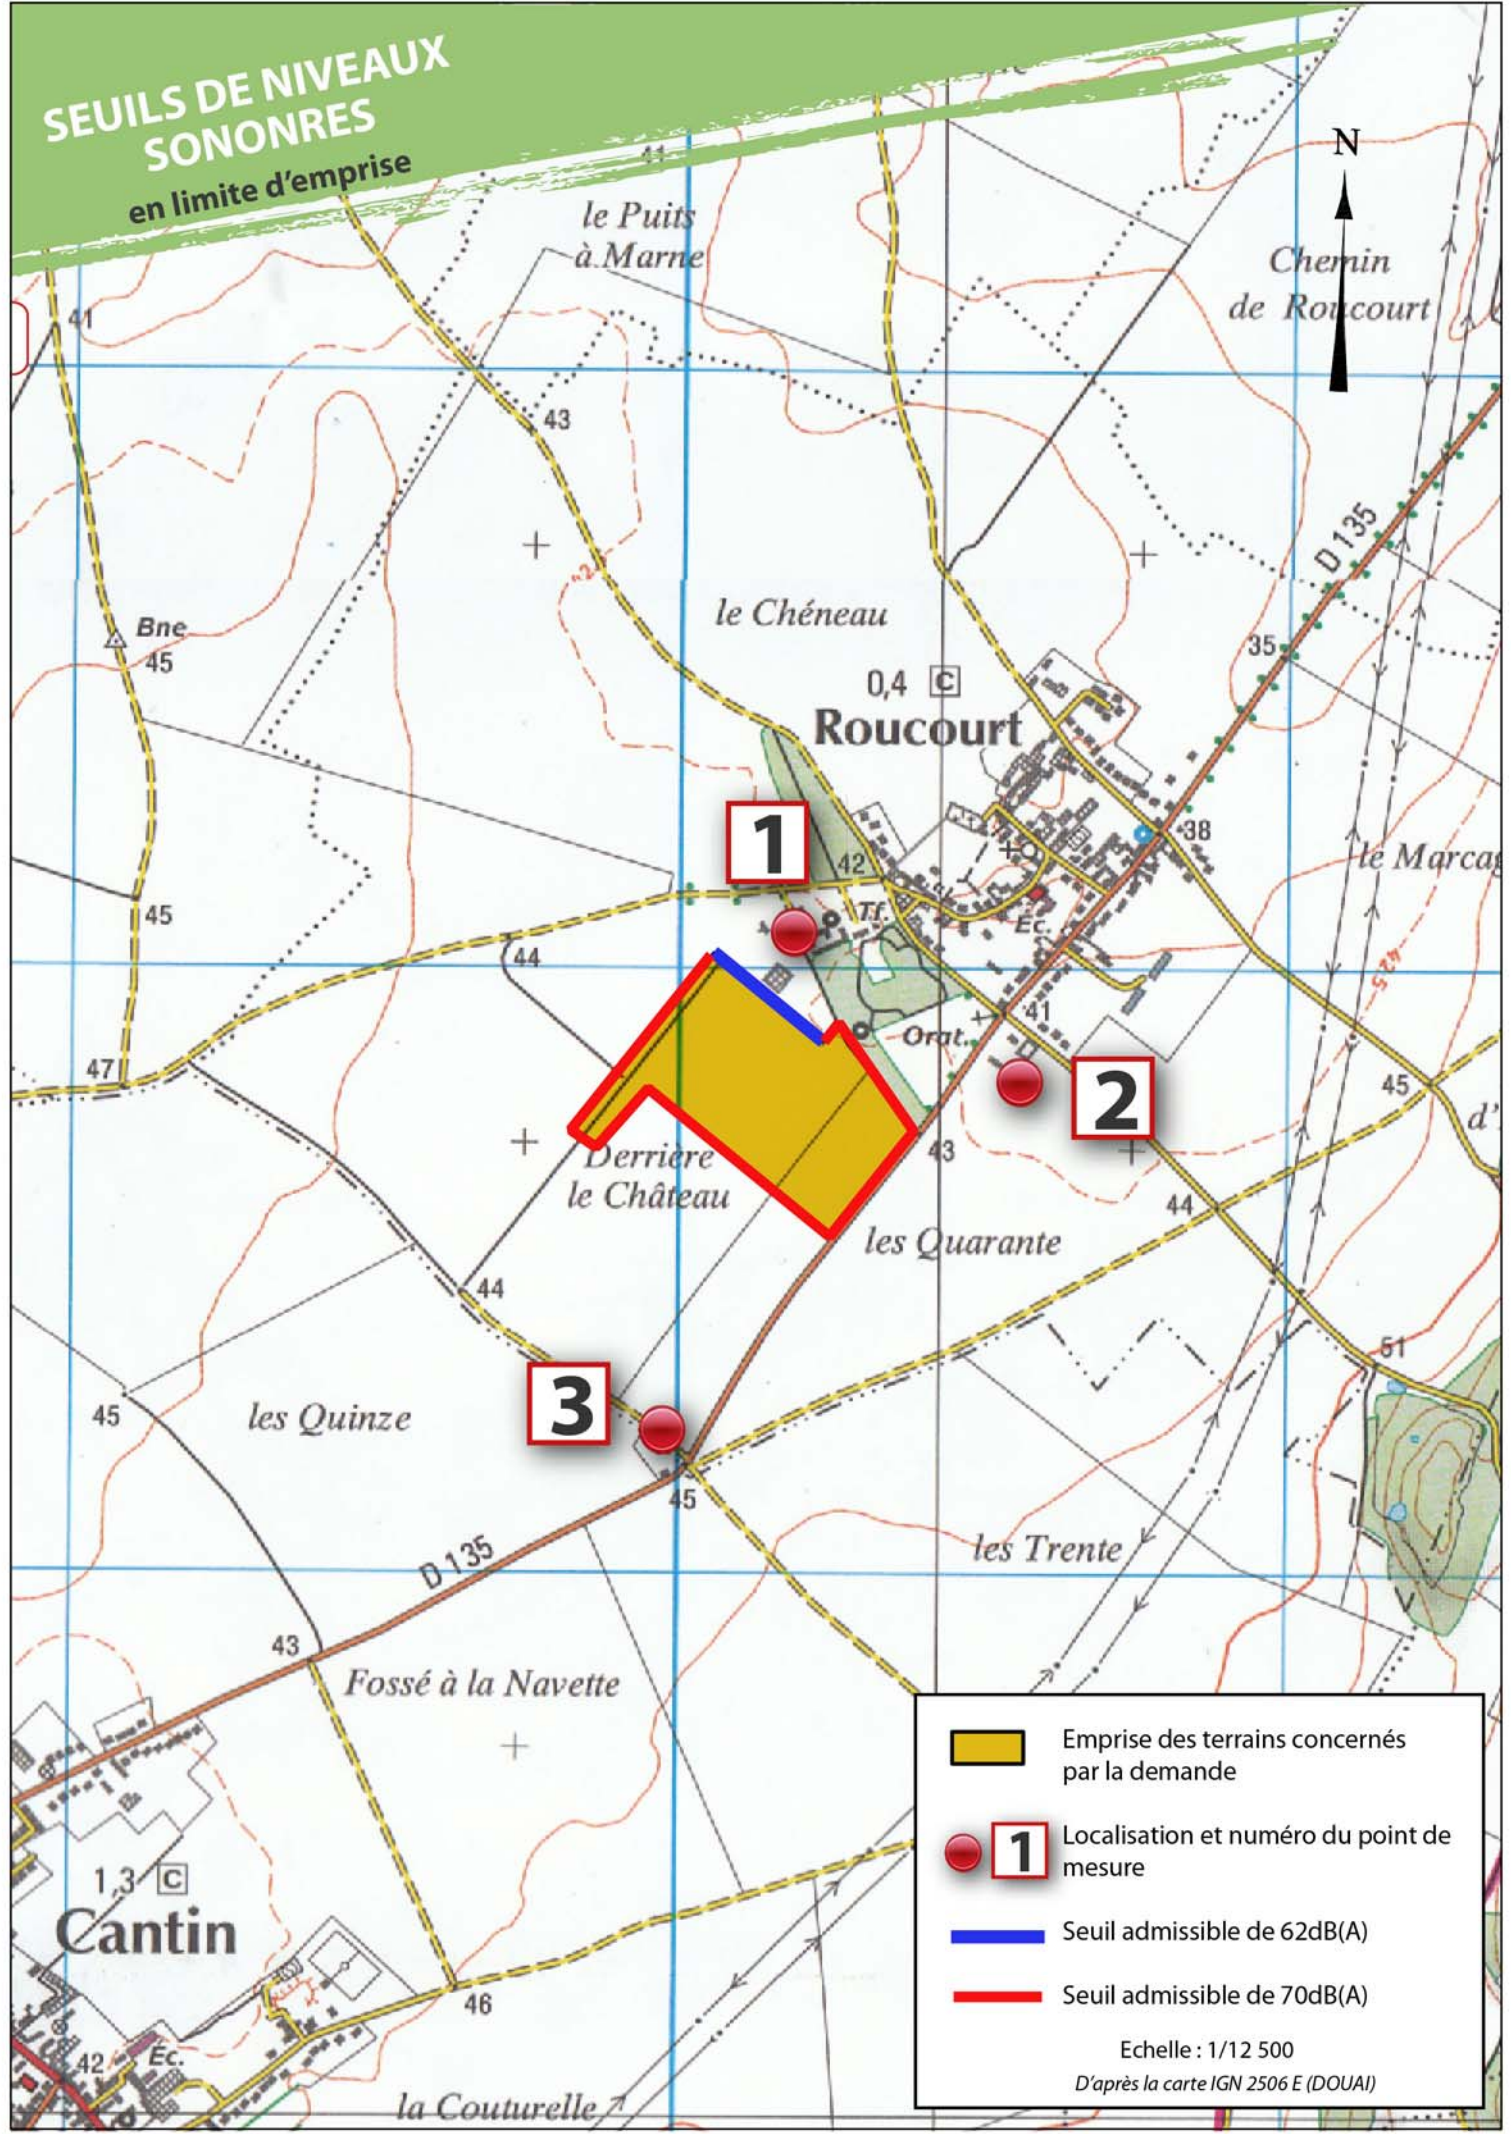 SEUILS DE NIVEAUX
SONONRES
en limite d'emprise
41
le Puits
à Marne
N
Chemin
de Roucourt
41
43
D 135
Bne
45
le Chéneau
35
0,4 C
Roucourt
1
38
42
le Marca
45
Tf.
Éc.
44
425
41
Orat.
47
2
45
d'
43
Derrière
le Château
44
les Quarante
44
51
3
45
les Quinze
45
les Trente
D 135
43
Fossé à la Navette
Emprise des terrains concernés
par la demande
1
Localisation et numéro du point de
mesure
1,3 C
Cantin
Seuil admissible de 62dB(A)
46
Seuil admissible de 70dB(A)
42
Éc.
Echelle : 1/12 500
D'après la carte IGN 2506 E (DOUAI)
la Couturelle